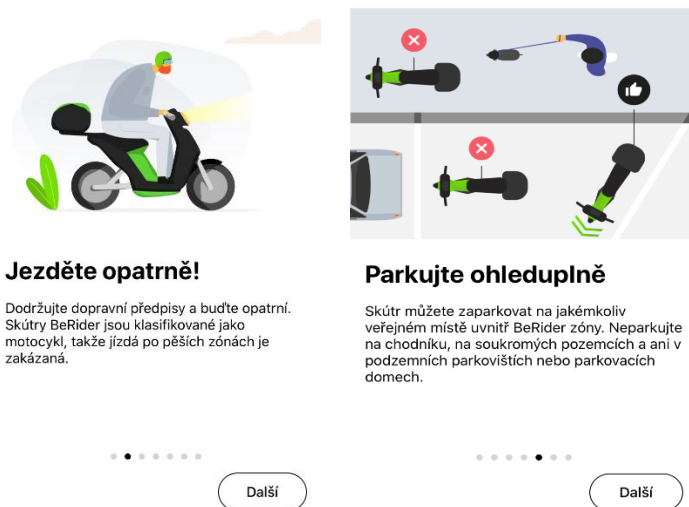 Jezděte opatrně!
Dodržujte dopravní předpisy a buďte opatrní.
Skútry BeRider jsou klasifikované jako
motocykl, takže jízdá po pěších zónách je
zakázaná.
Další
Parkujte ohleduplně
Skútr můžete zaparkovat na jakémkoliv
veřejném místě uvnitř BeRider zóny. Neparkujte
na chodníku, na soukromých pozemcích a ani v
podzemních parkovištích nebo parkovacích
domech.
Další